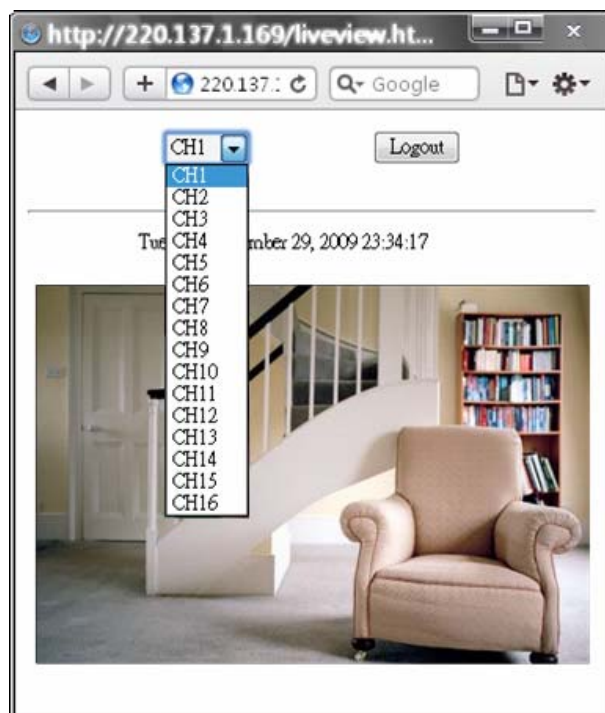 http://220.137.1.169/liveview.ht...
220.137.: Google
CH1 Logout
CH1
CH2
CH3
CH4
CH5
CH6
CH7
CH8
CH9
CH10
CH11
CH12
CH13
CH14
CH15
CH16
Tue mber 29, 2009 23:34:17